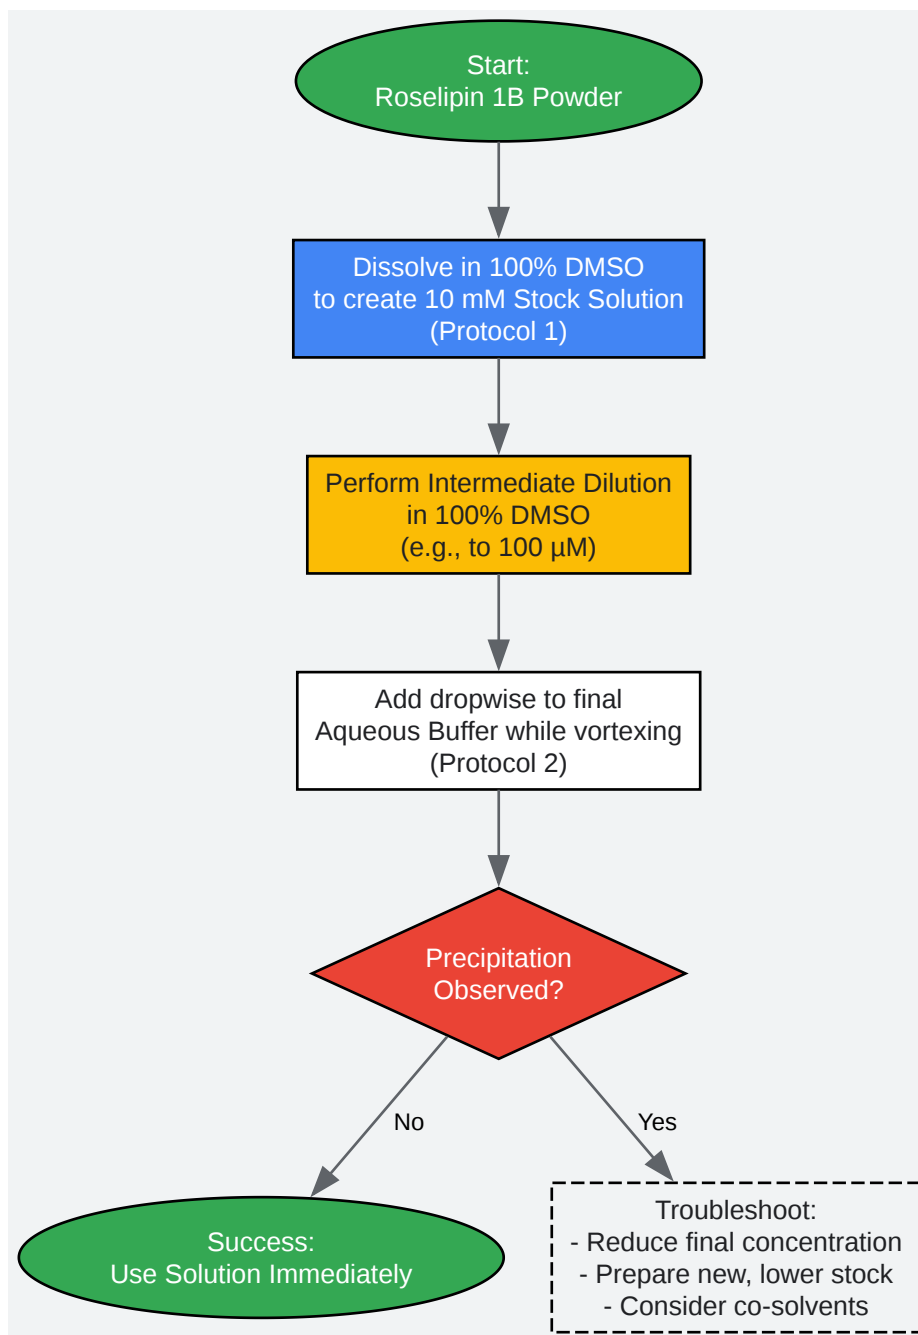 Start:
Roselipin 1B Powder
Dissolve in 100% DMSO
to create 10 mM Stock Solution
(Protocol 1)
Perform Intermediate Dilution
in 100% DMSO
(e.g., to 100 µM)
Add dropwise to final
Aqueous Buffer while vortexing
(Protocol 2)
Precipitation
Observed?
No
Yes
Success:
Use Solution Immediately
Troubleshoot:
- Reduce final concentration
- Prepare new, lower stock
- Consider co-solvents